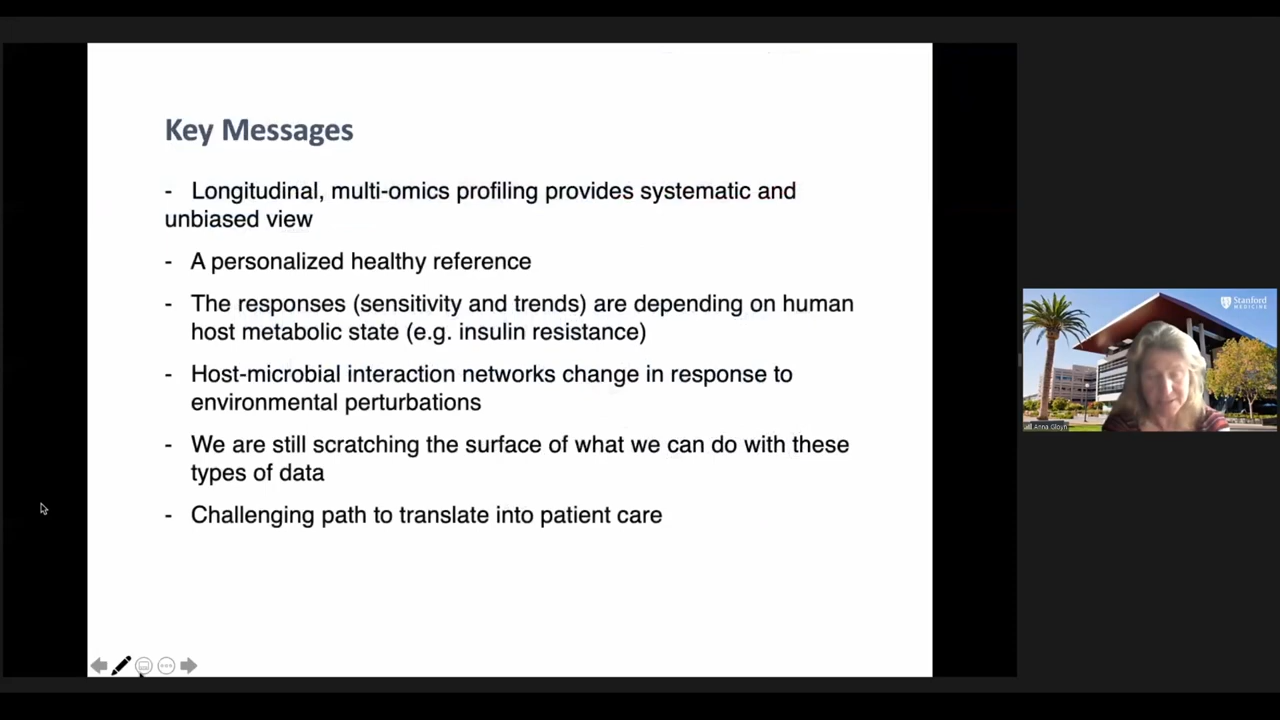 Key Messages
- Longitudinal, multi-omics profiling provides systematic and
unbiased view
- A personalized healthy reference
- The responses (sensitivity and trends) are depending on human
host metabolic state (e.g. insulin resistance)
- Host-microbial interaction networks change in response to
environmental perturbations
- We are still scratching the surface of what we can do with these
types of data
- Challenging path to translate into patient care
Stanford
MEDICINE
Anna Gloyn